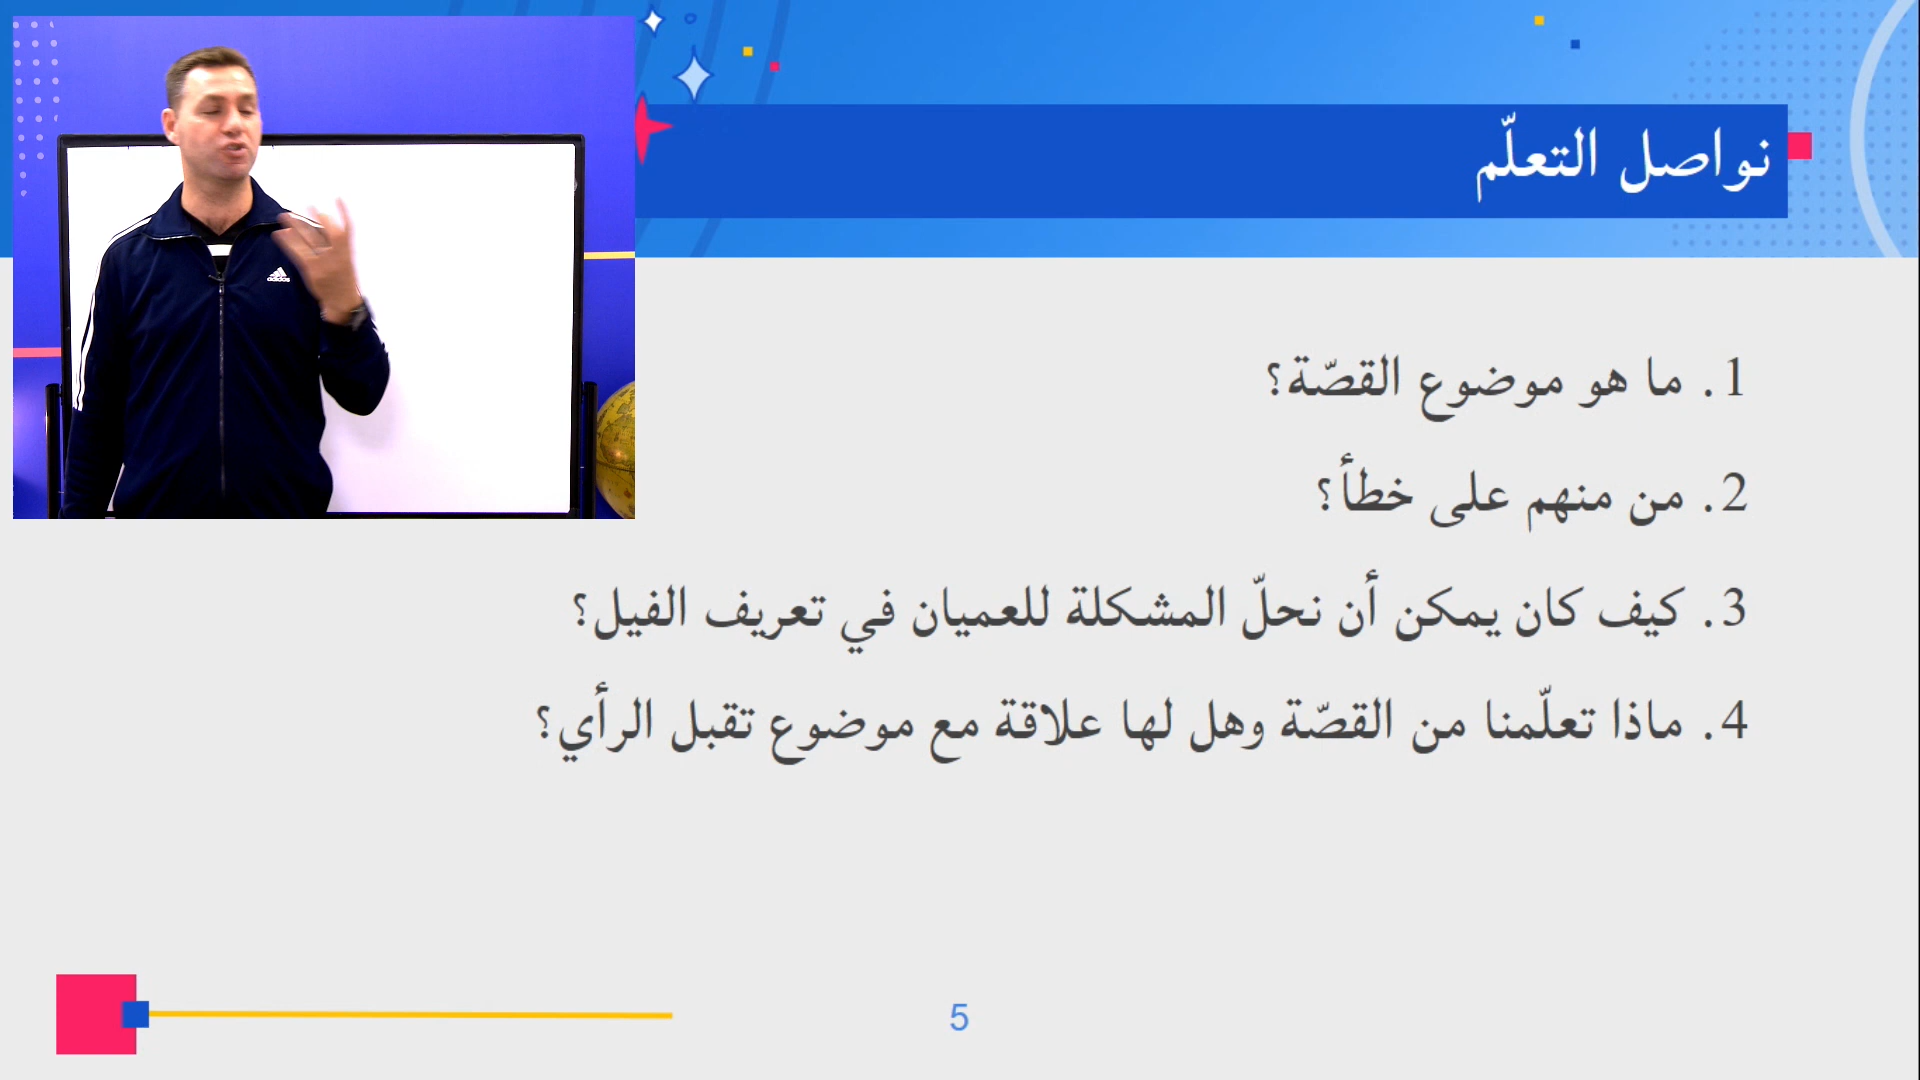 نواصل التعلّم
1. ما هو موضوع القصّة؟
2. من منهم على خطأ؟
3. كيف كان يمكن أن نحلّ المشكلة للعميان في تعريف الفيل؟
4. ماذا تعلّمنا من القصّة وهل لها علاقة مع موضوع تقبل الرأي؟
adidas
5